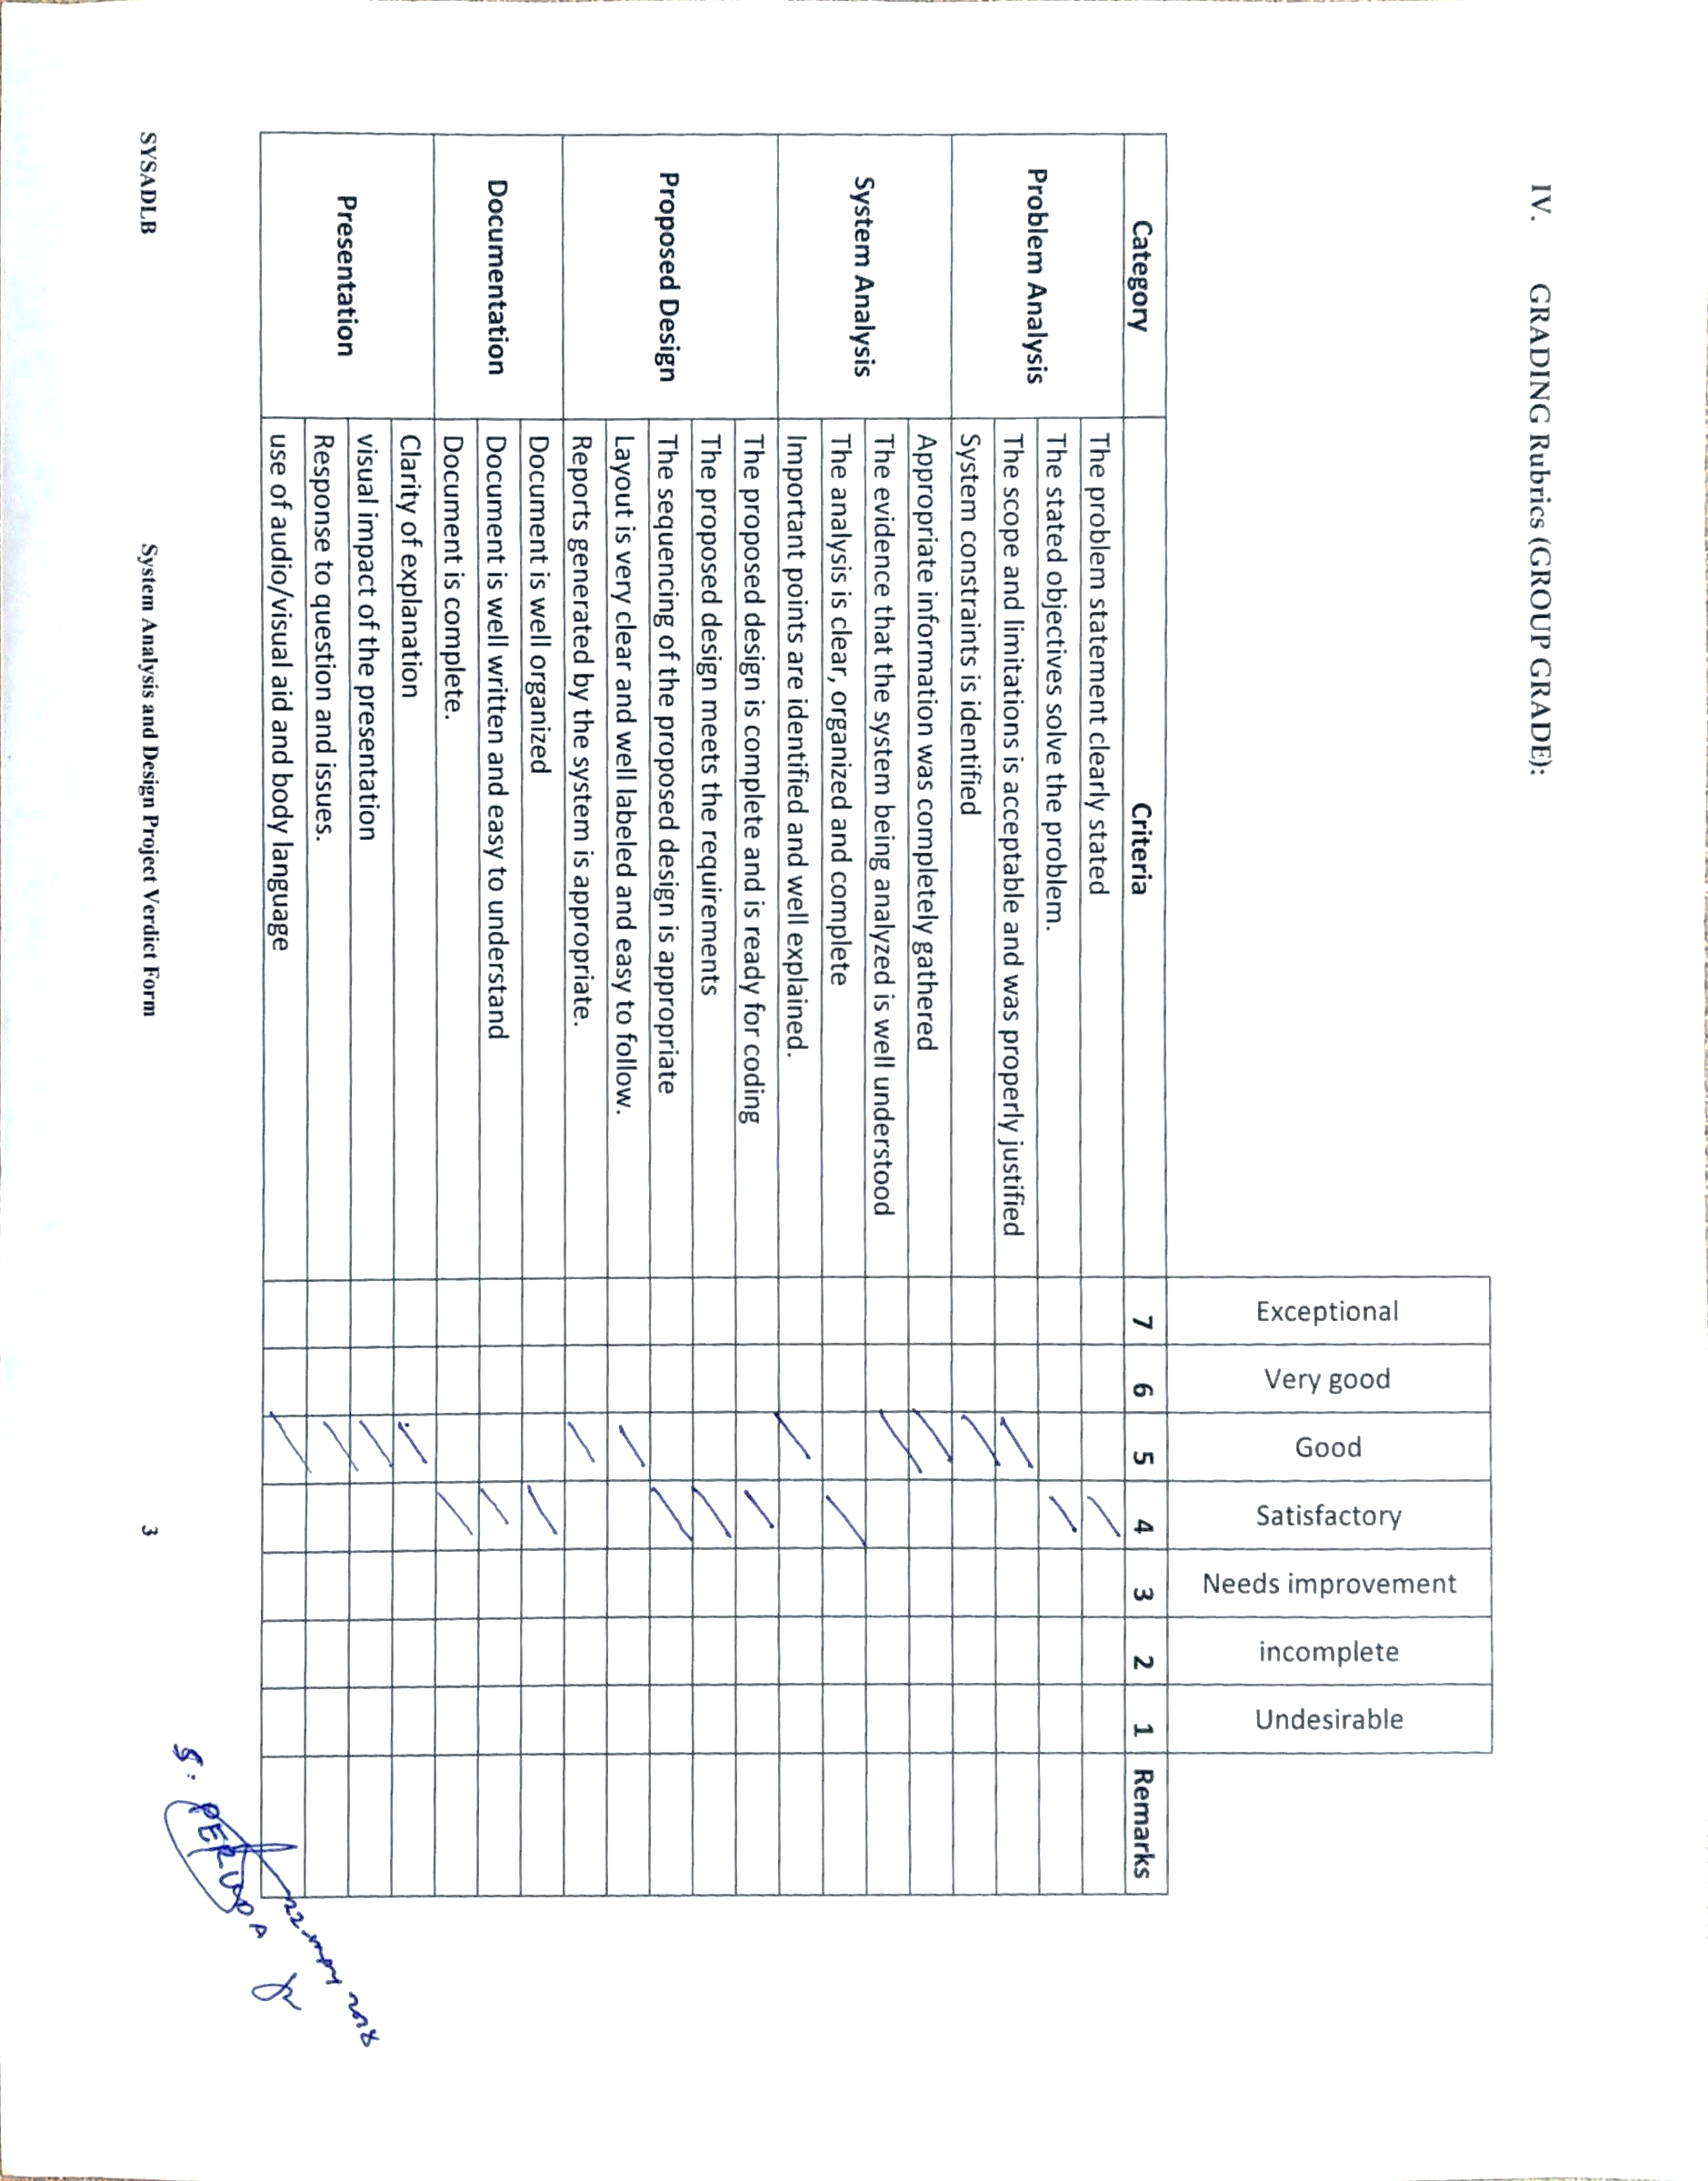 IV. GRADING Rubrics (GROUP GRADE):
Exceptional
Very good
Good
Satisfactory
Needs improvement
incomplete
Undesirable
Category Criteria 7 6 5 4 3 2 1 Remarks
Problem Analysis
The problem statement clearly stated
The stated objectives solve the problem.
The scope and limitations is acceptable and was properly justified
System constraints is identified
System Analysis
Appropriate information was completely gathered
The evidence that the system being analyzed is well understood
The analysis is clear, organized and complete
Important points are identified and well explained.
Proposed Design
The proposed design is complete and is ready for coding
The proposed design meets the requirements
The sequencing of the proposed design is appropriate
Layout is very clear and well labeled and easy to follow.
Reports generated by the system is appropriate.
Documentation
Document is well organized
Document is well written and easy to understand
Document is complete.
Presentation
Clarity of explanation
visual impact of the presentation
Response to question and issues.
use of audio/visual aid and body language
22 2018
SYSADLB System Analysis and Design Project Verdict Form 3